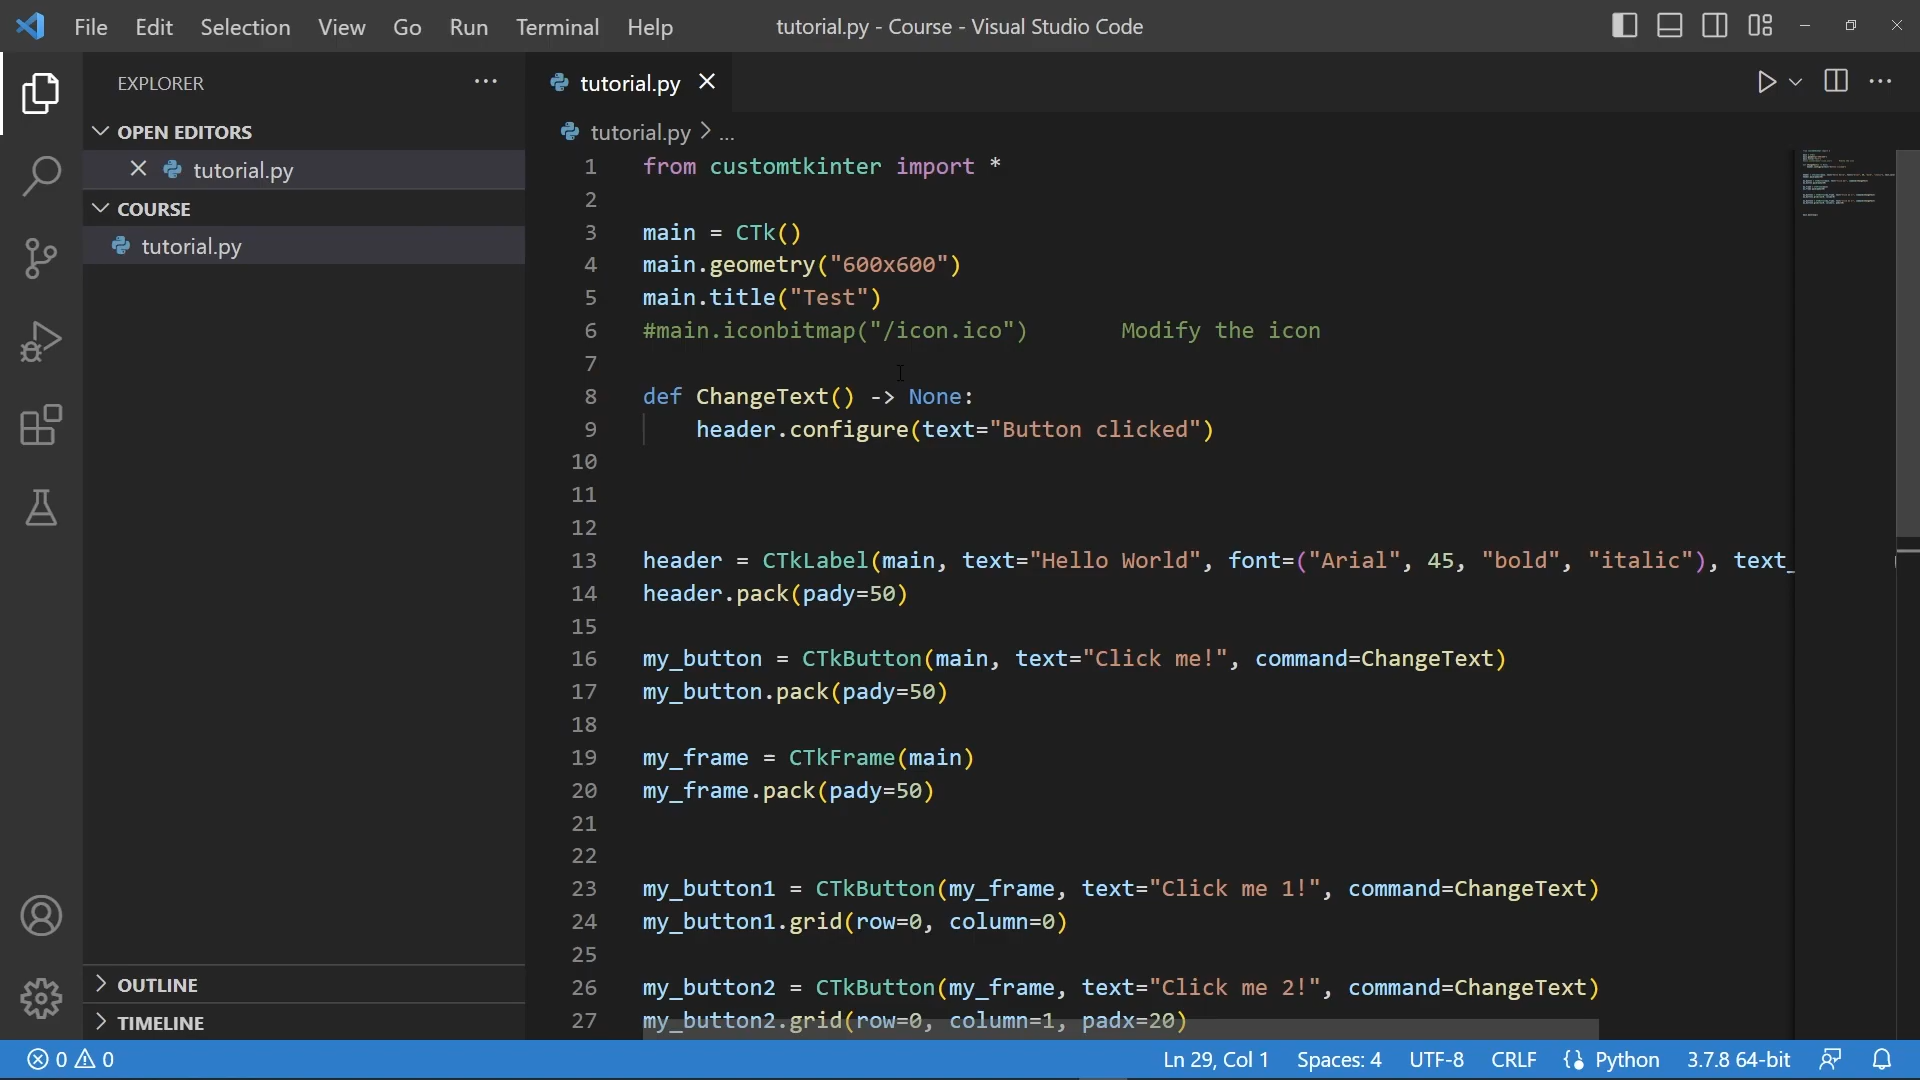 File Edit Selection View Go Run Terminal Help
tutorial.py - Course - Visual Studio Code
EXPLORER
OPEN EDITORS
tutorial.py
COURSE
tutorial.py
OUTLINE
TIMELINE
tutorial.py
tutorial.py > ...
1 from customtkinter import *
2
3 main = CTk()
4 main.geometry("600x600")
5 main.title("Test")
6 #main.iconbitmap("/icon.ico")       Modify the icon
7
8 def ChangeText() -> None:
9     header.configure(text="Button clicked")
10
11
12
13 header = CTkLabel(main, text="Hello World", font=("Arial", 45, "bold", "italic"), text_
14 header.pack(pady=50)
15
16 my_button = CTkButton(main, text="Click me!", command=ChangeText)
17 my_button.pack(pady=50)
18
19 my_frame = CTkFrame(main)
20 my_frame.pack(pady=50)
21
22
23 my_button1 = CTkButton(my_frame, text="Click me 1!", command=ChangeText)
24 my_button1.grid(row=0, column=0)
25
26 my_button2 = CTkButton(my_frame, text="Click me 2!", command=ChangeText)
27 my_button2.grid(row=0, column=1, padx=20)
0 0
Ln 29, Col 1 Spaces: 4 UTF-8 CRLF Python 3.7.8 64-bit